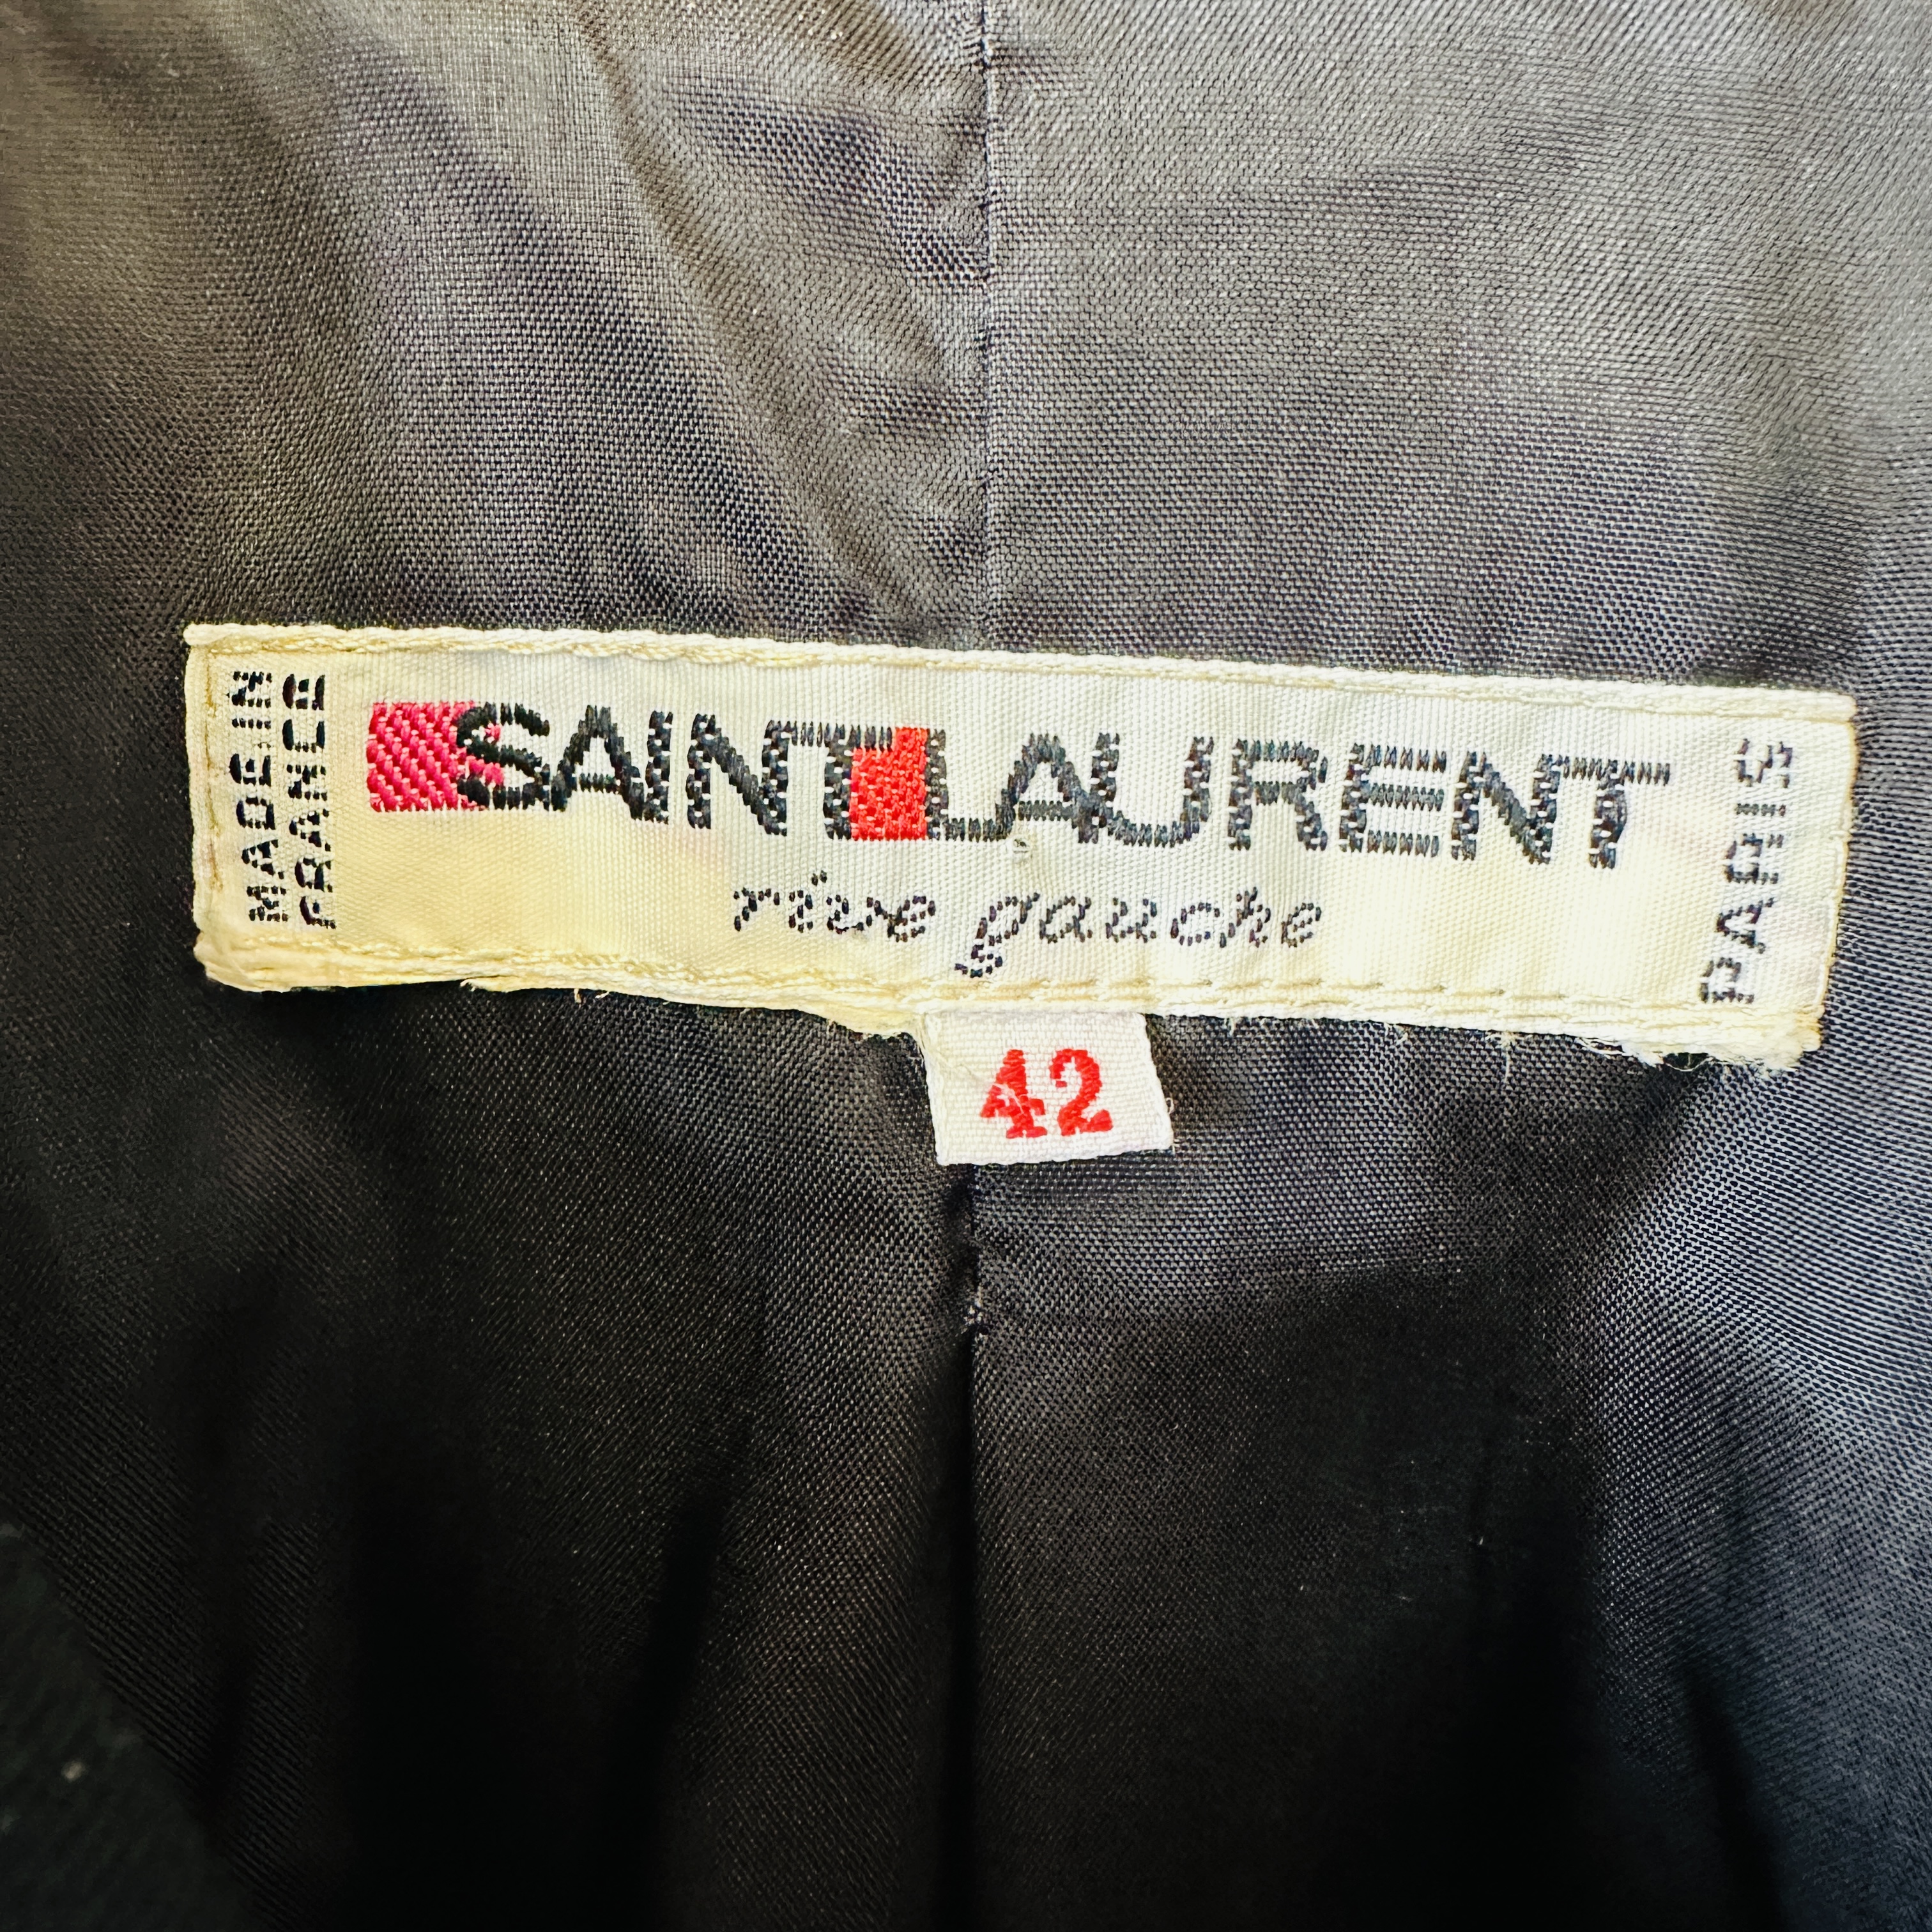 MADE IN
FRANCE
SAINT LAURENT
rive gauche
PARIS
42